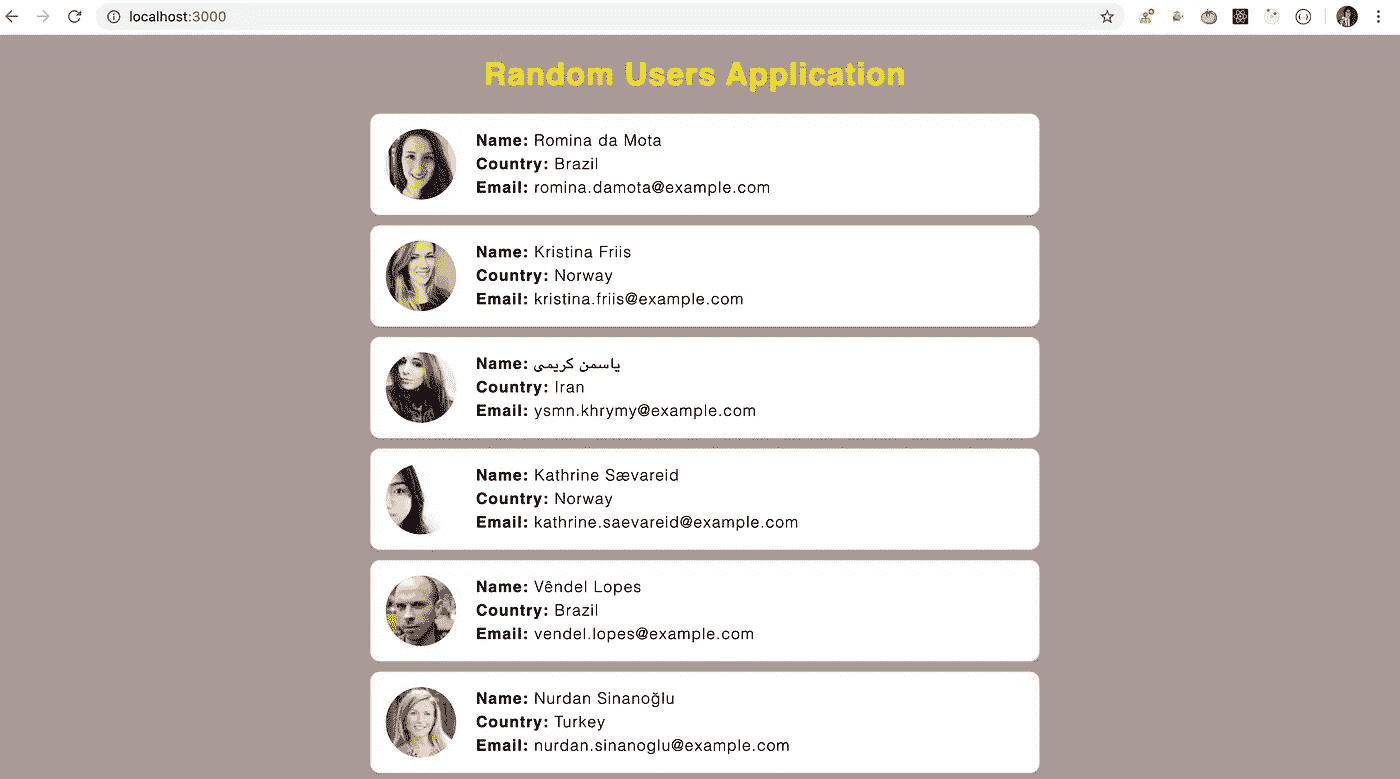 localhost:3000
Random Users Application
Name: Romina da Mota
Country: Brazil
Email: romina.damota@example.com
Name: Kristina Friis
Country: Norway
Email: kristina.friis@example.com
Name: یاسمن کریمی
Country: Iran
Email: ysmn.khrymy@example.com
Name: Kathrine Sævareid
Country: Norway
Email: kathrine.saevareid@example.com
Name: Vêndel Lopes
Country: Brazil
Email: vendel.lopes@example.com
Name: Nurdan Sinanoğlu
Country: Turkey
Email: nurdan.sinanoglu@example.com